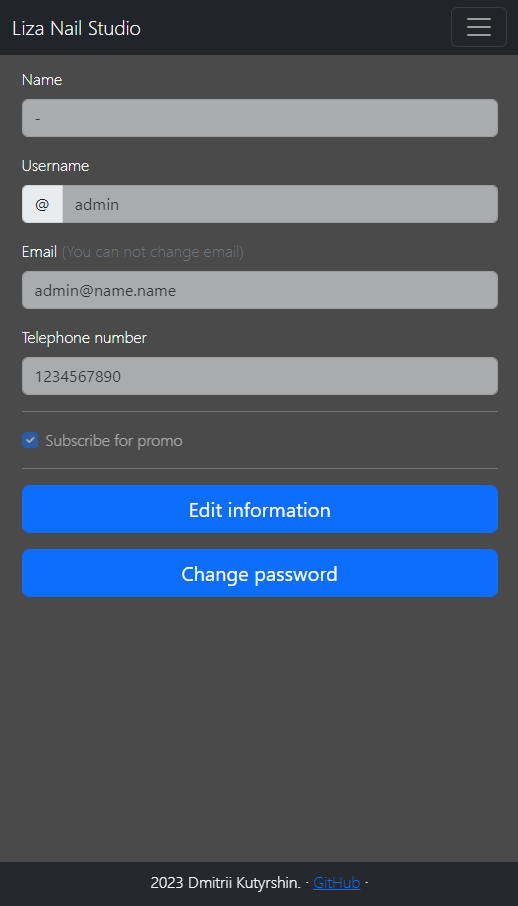 Liza Nail Studio
Name
-
Username
@ admin
Email (You can not change email)
admin@name.name
Telephone number
1234567890
Subscribe for promo
Edit information
Change password
2023 Dmitrii Kutyrshin. · GitHub ·